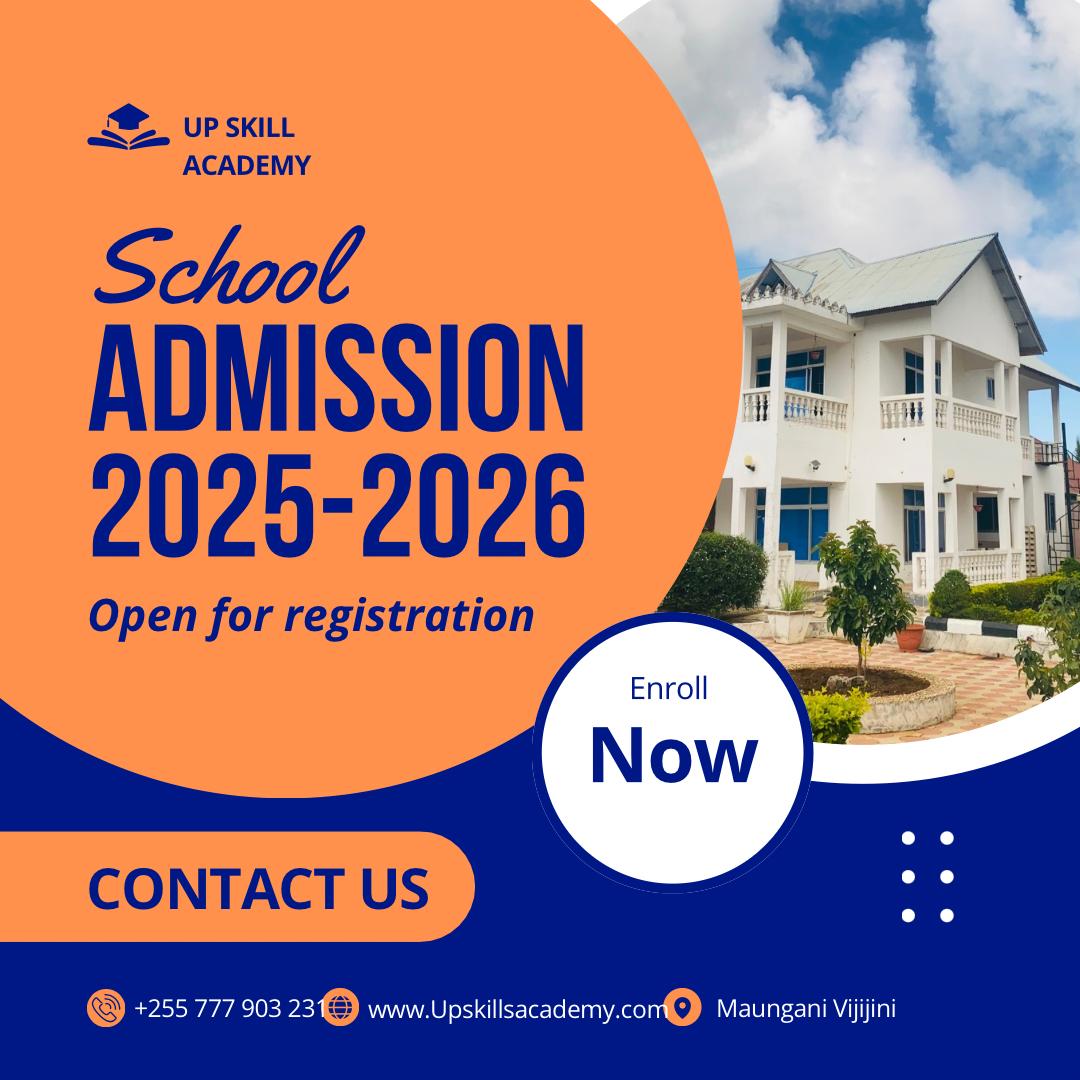 UP SKILL
ACADEMY
School
ADMISSION
2025-2026
Open for registration
Enroll
Now
CONTACT US
+255 777 903 231
www.Upskillsacademy.com
Maungani Vijijini